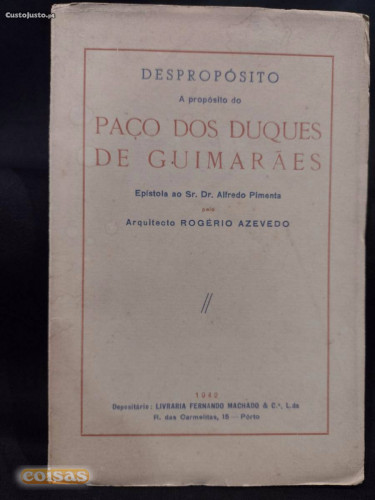 CustoJusto.pt
DESPROPÓSITO
A propósito do
PAÇO DOS DUQUES
DE GUIMARÃES
Epístola ao Sr. Dr. Alfredo Pimenta
pelo
Arquitecto ROGÉRIO AZEVEDO
//
1942
Depositária: LIVRARIA FERNANDO MACHADO & C.ª, L.da
R. das Carmelitas, 15 — Pôrto
coisas